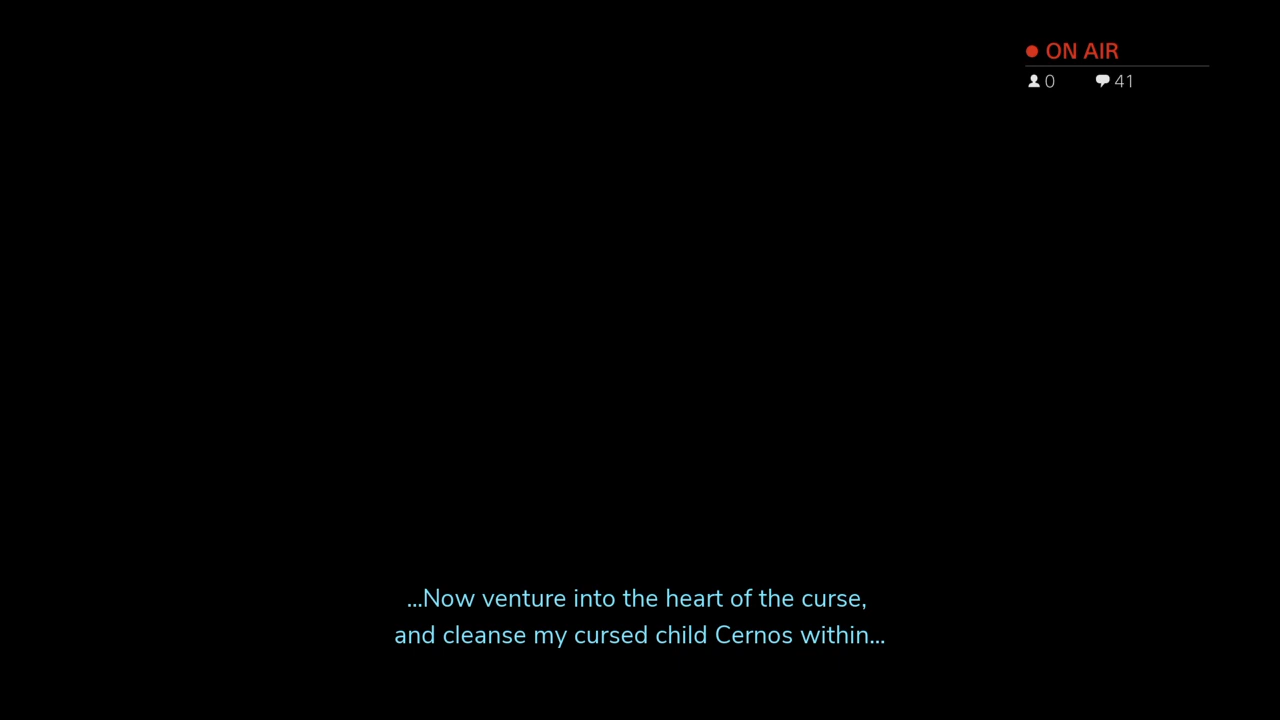 ON AIR
0 41
...Now venture into the heart of the curse,
and cleanse my cursed child Cernos within...